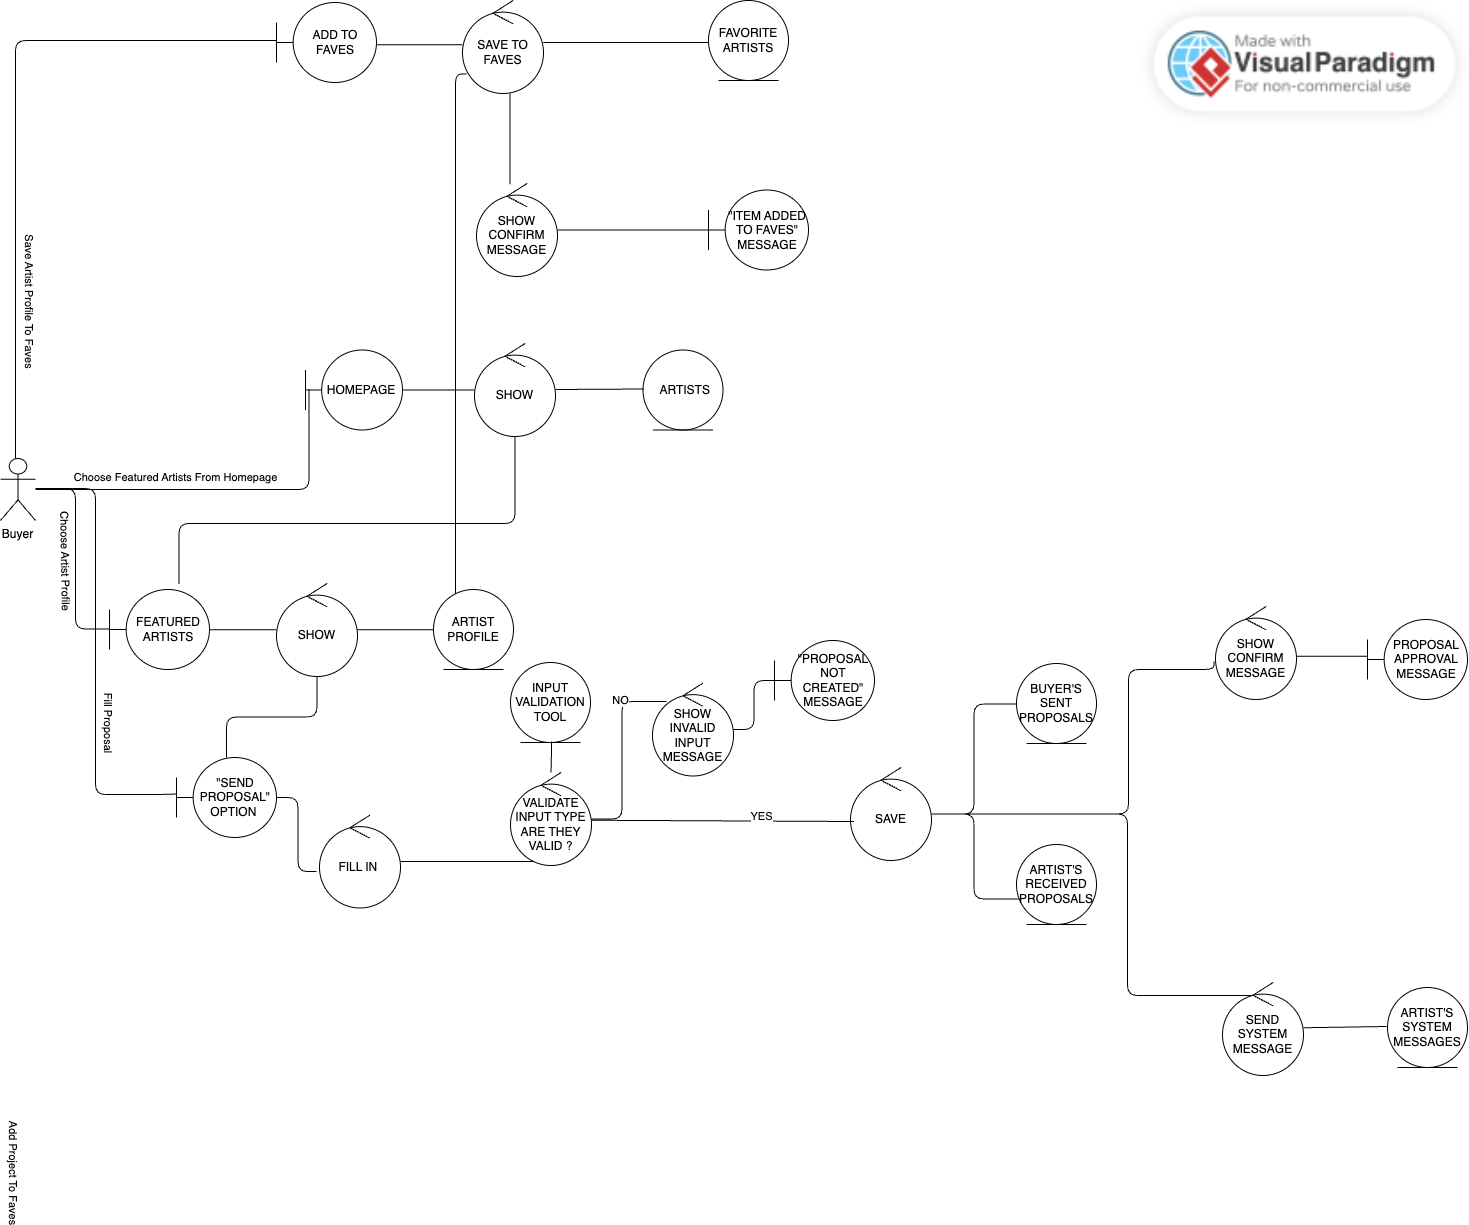 ADD TO
FAVES
SAVE TO
FAVES
FAVORITE
ARTISTS
Made with
Visual Paradigm
For non-commercial use
SHOW
CONFIRM
MESSAGE
"ITEM ADDED
TO FAVES"
MESSAGE
Save Artist Profile To Faves
HOMEPAGE
SHOW
ARTISTS
Choose Featured Artists From Homepage
Buyer
Choose Artist Profile
FEATURED
ARTISTS
SHOW
ARTIST
PROFILE
Fill Proposal
"SEND
PROPOSAL"
OPTION
FILL IN
INPUT
VALIDATION
TOOL
VALIDATE
INPUT TYPE
ARE THEY
VALID ?
NO
SHOW
INVALID
INPUT
MESSAGE
"PROPOSAL
NOT
CREATED"
MESSAGE
YES
SAVE
BUYER'S
SENT
PROPOSALS
ARTIST'S
RECEIVED
PROPOSALS
SHOW
CONFIRM
MESSAGE
PROPOSAL
APPROVAL
MESSAGE
SEND
SYSTEM
MESSAGE
ARTIST'S
SYSTEM
MESSAGES
Add Project To Faves